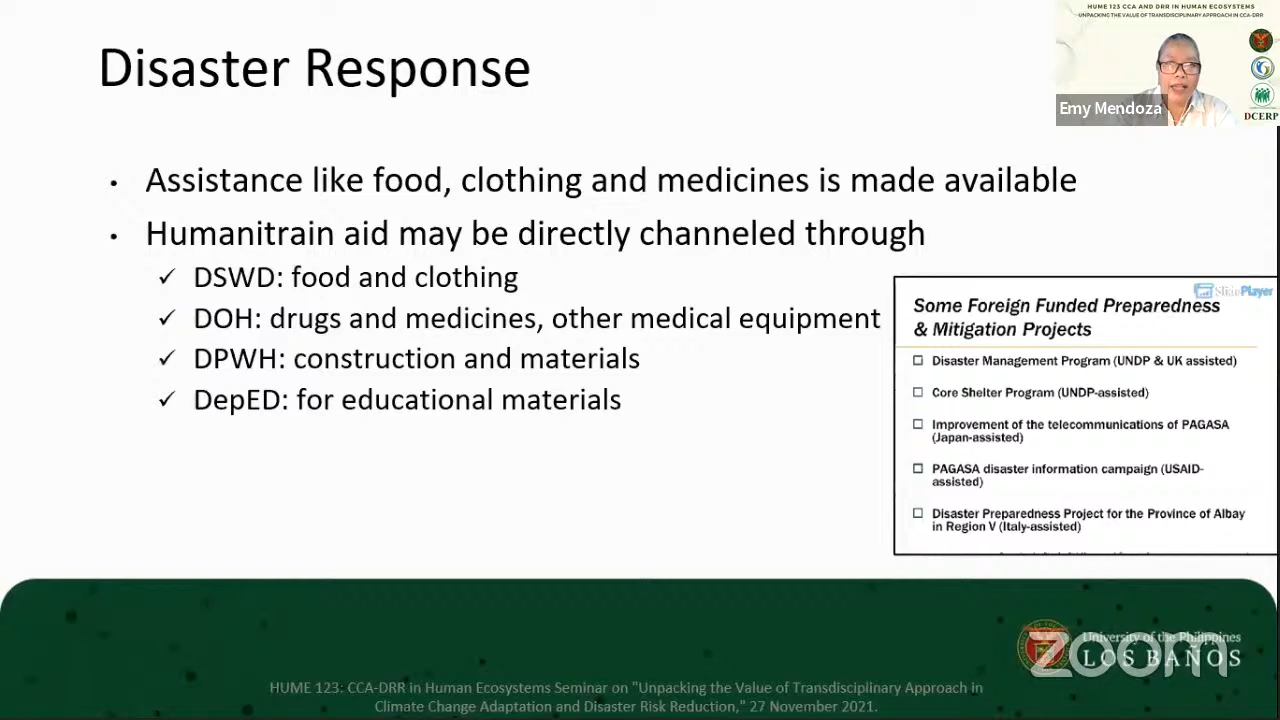 HUME 123 CCA AND DRR IN HUMAN ECOSYSTEMS
UNPACKING THE VALUE OF TRANSDISCIPLINARY APPROACH IN CCA-DRR
Emy Mendoza
DCERP
Disaster Response
• Assistance like food, clothing and medicines is made available
• Humanitrain aid may be directly channeled through
✓ DSWD: food and clothing
✓ DOH: drugs and medicines, other medical equipment
✓ DPWH: construction and materials
✓ DepED: for educational materials
SlidePlayer
Some Foreign Funded Preparedness
& Mitigation Projects
☐ Disaster Management Program (UNDP & UK assisted)
☐ Core Shelter Program (UNDP-assisted)
☐ Improvement of the telecommunications of PAGASA
(Japan-assisted)
☐ PAGASA disaster information campaign (USAID-
assisted)
☐ Disaster Preparedness Project for the Province of Albay
in Region V (Italy-assisted)
University of the Philippines
LOS BAÑOS
zoom
HUME 123: CCA-DRR in Human Ecosystems Seminar on "Unpacking the Value of Transdisciplinary Approach in
Climate Change Adaptation and Disaster Risk Reduction," 27 November 2021.